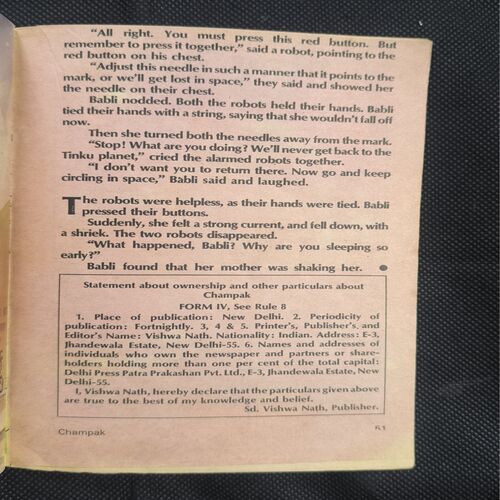 "All right. You must press this red button. But
remember to press it together," said a robot, pointing to the
red button on his chest.
"Adjust this needle in such a manner that it points to the
mark, or we'll get lost in space," they said and showed her
the needle on their chest.
Babli nodded. Both the robots held their hands. Babli
tied their hands with a string, saying that she wouldn't fall off
now.
Then she turned both the needles away from the mark.
"Stop! What are you doing? We'll never get back to the
Tinku planet," cried the alarmed robots together.
"I don't want you to return there. Now go and keep
circling in space," Babli said and laughed.
The robots were helpless, as their hands were tied. Babli
pressed their buttons.
Suddenly, she felt a strong current, and fell down, with
a shriek. The two robots disappeared.
"What happened, Babli? Why are you sleeping so
early?"
Babli found that her mother was shaking her. ●
Statement about ownership and other particulars about
Champak
FORM IV, See Rule 8
1. Place of publication: New Delhi. 2. Periodicity of
publication: Fortnightly. 3, 4 & 5. Printer's, Publisher's and
Editor's Name: Vishwa Nath. Nationality: Indian. Address: E-3,
Jhandewala Estate, New Delhi-55. 6. Names and addresses of
individuals who own the newspaper and partners or share-
holders holding more than one per cent of the total capital:
Delhi Press Patra Prakashan Pvt. Ltd., E-3, Jhandewala Estate, New
Delhi-55.
I, Vishwa Nath, hereby declare that the particulars given above
are true to the best of my knowledge and belief.
Sd. Vishwa Nath, Publisher.
Champak 61